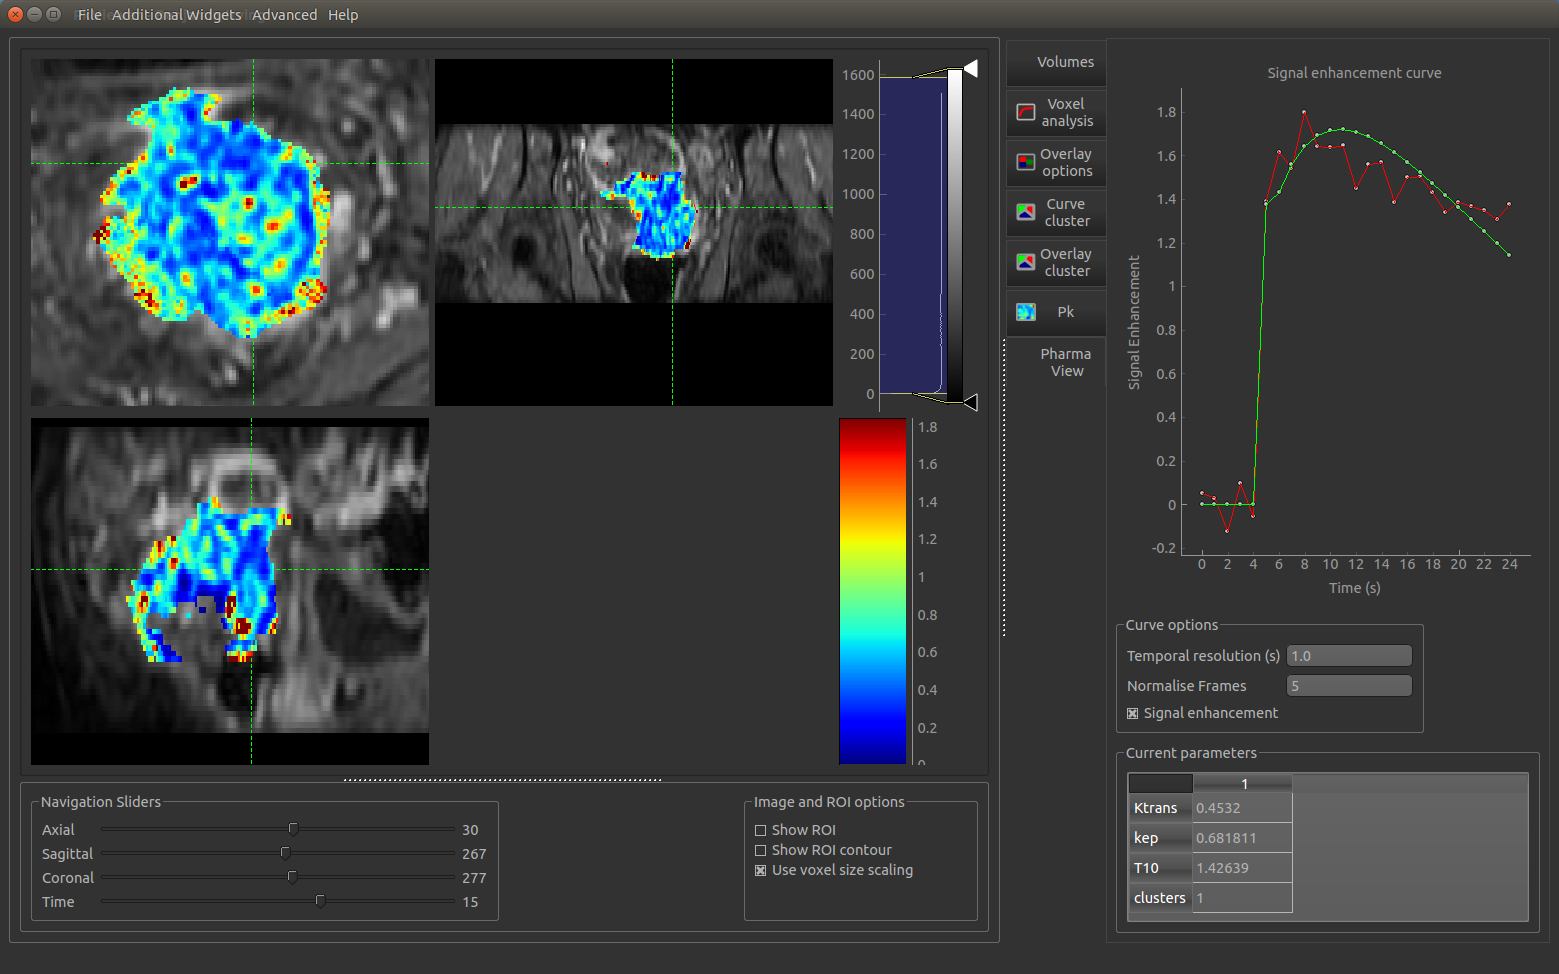 File AdditionalWidgets Advanced Help
1600
1400
1200
1000
800
600
400
200
0
1.8
1.6
1.4
1.2
1
0.8
0.6
0.4
0.2
0
Navigation Sliders
Axial 30
Sagittal 267
Coronal 277
Time 15
Image and ROI options
Show ROI
Show ROI contour
Use voxel size scaling
Volumes
Voxel
analysis
Overlay
options
Curve
cluster
Overlay
cluster
Pk
Pharma
View
Signal enhancement curve
Signal Enhancement
1.8
1.6
1.4
1.2
1
0.8
0.6
0.4
0.2
0
-0.2
0 2 4 6 8 10 12 14 16 18 20 22 24
Time (s)
Curve options
Temporal resolution (s) 1.0
Normalise Frames 5
Signal enhancement
Current parameters
1
Ktrans 0.4532
kep 0.681811
T10 1.42639
clusters 1